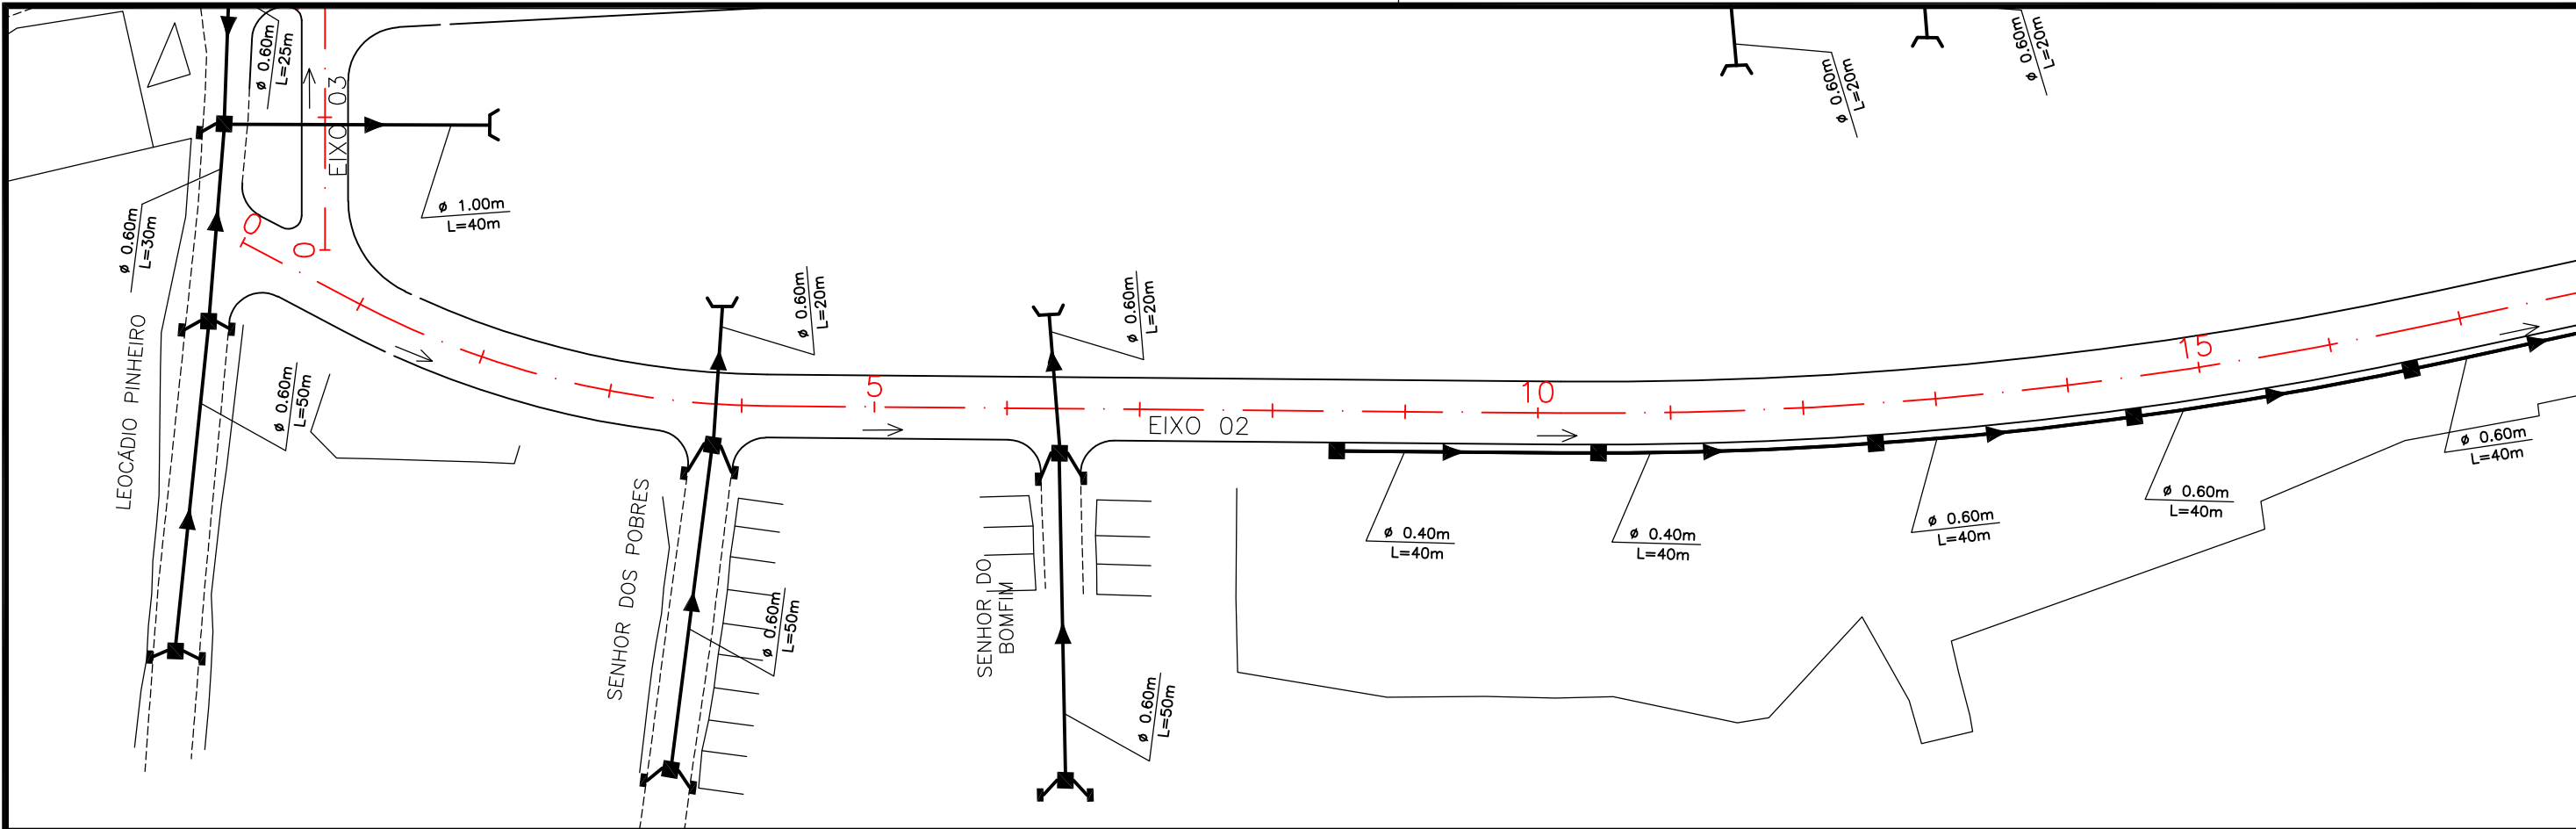 ø 0.60m
L=25m
EIXO 03
ø 1.00m
L=40m
ø 0.60m
L=30m
0
0
LEOCÁDIO PINHEIRO
ø 0.60m
L=50m
ø 0.60m
L=20m
ø 0.60m
L=20m
ø 0.60m
L=20m
ø 0.60m
L=20m
5
EIXO 02
10
15
SENHOR DOS POBRES
ø 0.60m
L=50m
SENHOR DO
BOMFIM
ø 0.60m
L=50m
ø 0.40m
L=40m
ø 0.40m
L=40m
ø 0.60m
L=40m
ø 0.60m
L=40m
ø 0.60m
L=40m